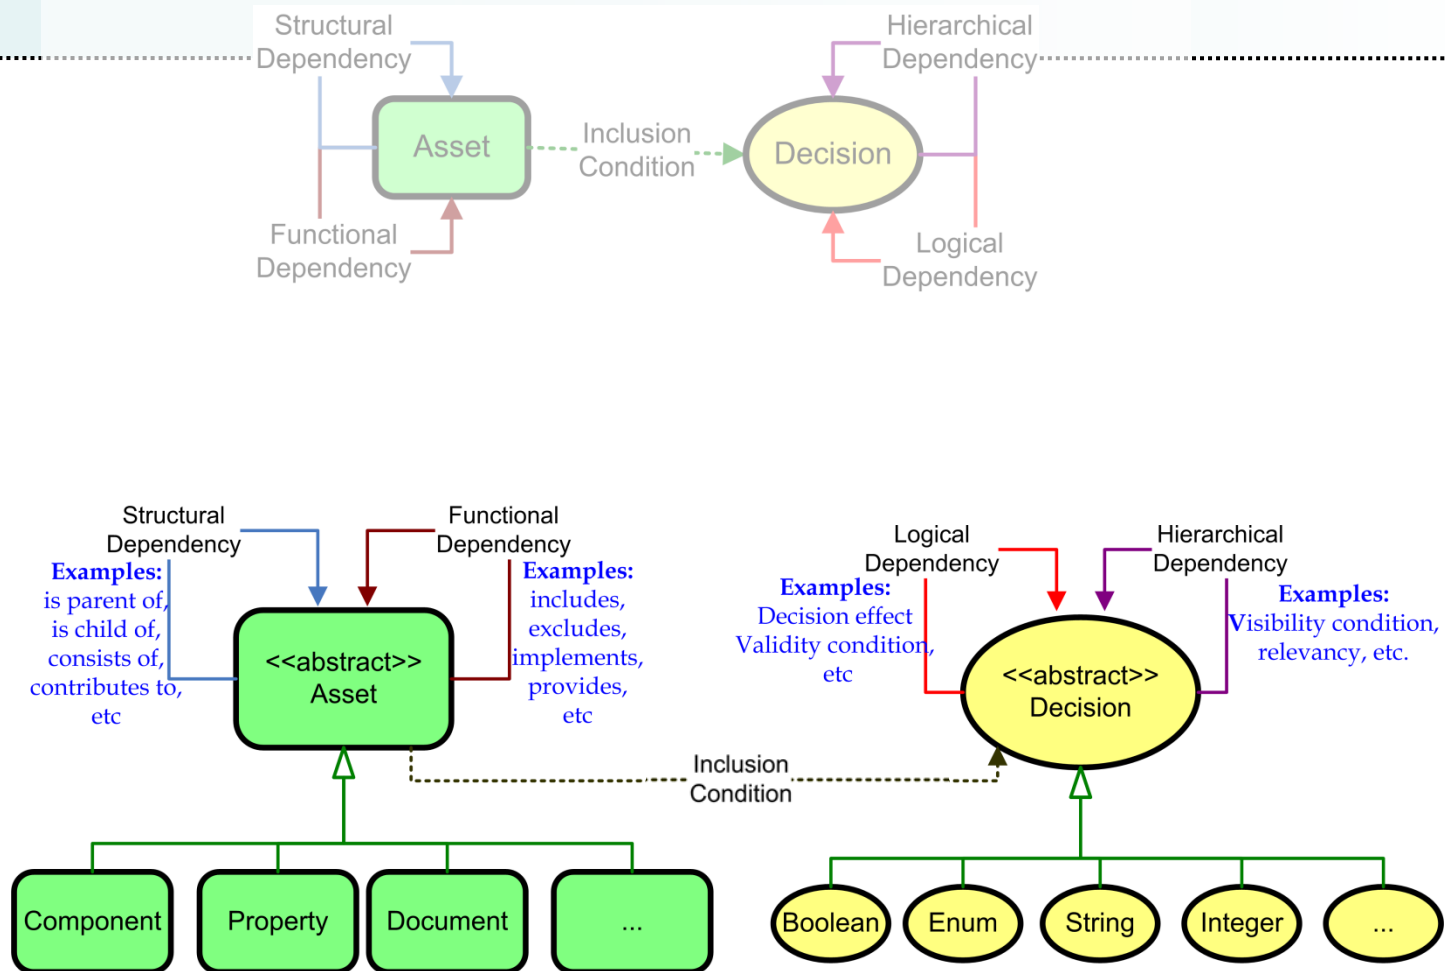 Structural
Dependency
Hierarchical
Dependency
Asset
Inclusion
Condition
Decision
Functional
Dependency
Logical
Dependency
Structural
Dependency
Examples:
is parent of,
is child of,
consists of,
contributes to,
etc
Functional
Dependency
Examples:
includes,
excludes,
implements,
provides,
etc
<<abstract>>
Asset
Logical
Dependency
Examples:
Decision effect
Validity condition,
etc
Hierarchical
Dependency
Examples:
Visibility condition,
relevancy, etc.
<<abstract>>
Decision
Inclusion
Condition
Component
Property
Document
...
Boolean
Enum
String
Integer
...